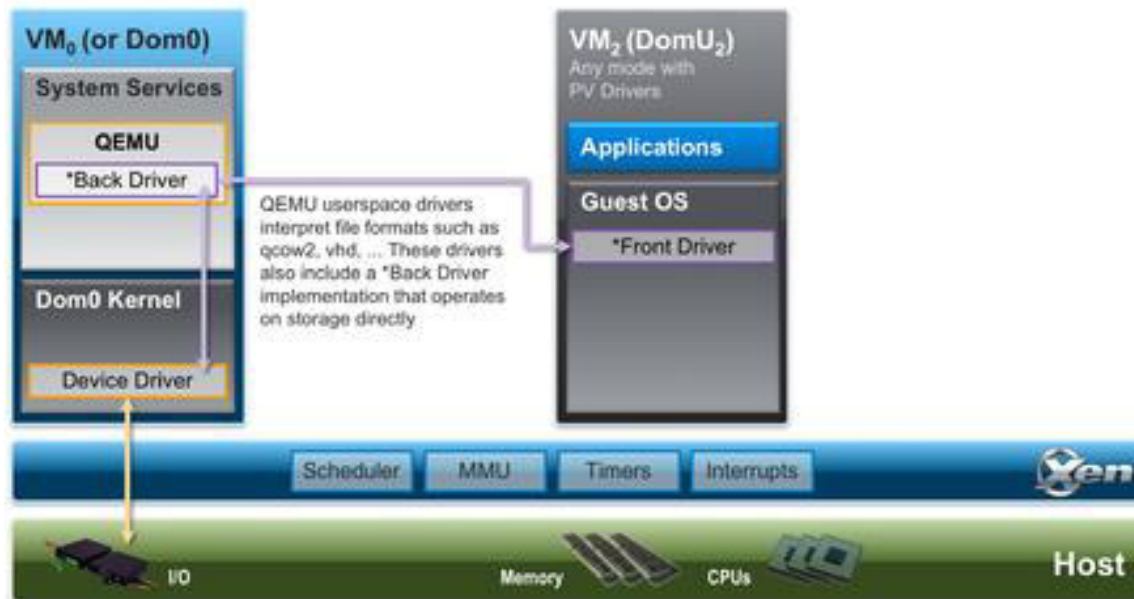 VM₀ (or Dom0)
System Services
QEMU
*Back Driver
Dom0 Kernel
Device Driver
QEMU userspace drivers
interpret file formats such as
qcow2, vhd, ... These drivers
also include a *Back Driver
implementation that operates
on storage directly
VM₂ (DomU₂)
Any mode with
PV Drivers
Applications
Guest OS
*Front Driver
Scheduler
MMU
Timers
Interrupts
Xen
I/O
Memory
CPUs
Host